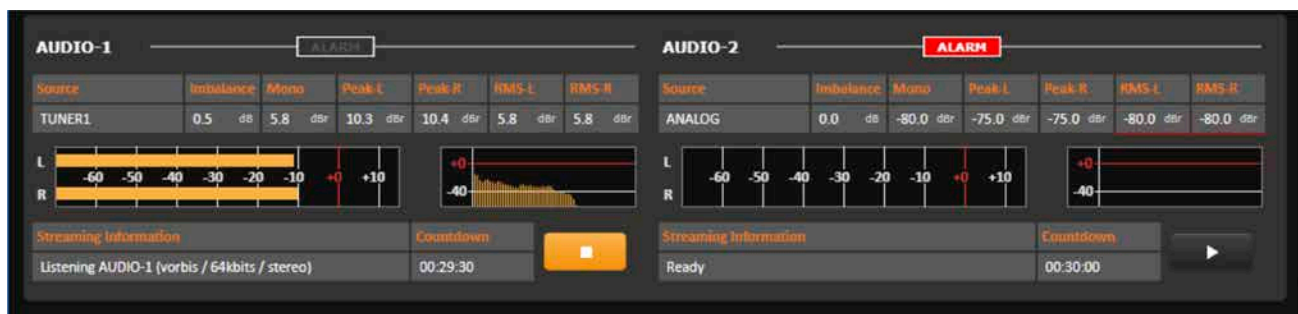 AUDIO-1 ALARM
Source Imbalance Mono Peak-L Peak-R RMS-L RMS-R
TUNER1 0.5 dB 5.8 dBr 10.3 dBr 10.4 dBr 5.8 dBr 5.8 dBr
L
-60 -50 -40 -30 -20 -10 +0 +10
R
+0
-40
Streaming Information Countdown
Listening AUDIO-1 (vorbis / 64kbits / stereo) 00:29:30
AUDIO-2 ALARM
Source Imbalance Mono Peak-L Peak-R RMS-L RMS-R
ANALOG 0.0 dB -80.0 dBr -75.0 dBr -75.0 dBr -80.0 dBr -80.0 dBr
L
-60 -50 -40 -30 -20 -10 +0 +10
R
+0
-40
Streaming Information Countdown
Ready 00:30:00